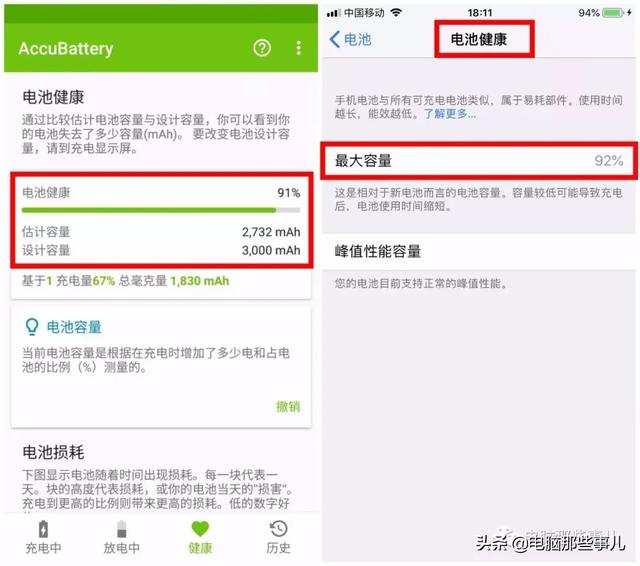 AccuBattery
电池健康
通过比较估计电池容量与设计容量，你可以看到你
的电池失去了多少容量(mAh)。要改变电池设计容
量，请到充电显示屏。
电池健康 91%
估计容量 2,732 mAh
设计容量 3,000 mAh
基于1 充电量67% 总毫克量 1,830 mAh
电池容量
当前电池容量是根据在充电时增加了多少电和占电
池的比例（%）测量的。
撤销
电池损耗
下图显示电池随着时间出现损耗。每一块代表一
天。块的高度代表损耗，或你的电池当天的"损害"。
充电到更高的比例则带来更高的损耗。低的数字好
充电中 放电中 健康 历史
中国移动 18:11 94%
电池 电池健康
手机电池与所有可充电电池类似，属于易耗部件。使用时间
越长，能效越低。了解更多...
最大容量 92%
这是相对于新电池而言的电池容量。容量较低可能导致充电
后，电池使用时间缩短。
峰值性能容量
您的电池目前支持正常的峰值性能。
电脑那些事儿
头条 @电脑那些事儿